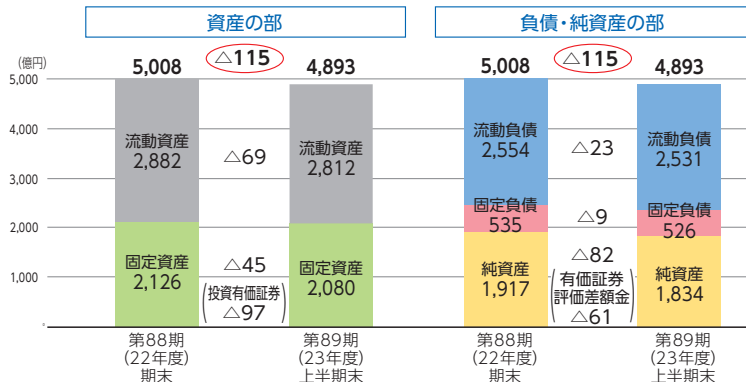 資産の部
負債・純資産の部
(億円)
5,008
△115
4,893
5,008
△115
4,893
5,000
4,000
3,000
2,000
1,000
流動資産
2,882
△69
流動資産
2,812
固定資産
2,126
△45
(投資有価証券
△97)
固定資産
2,080
流動負債
2,554
△23
流動負債
2,531
固定負債
535
△9
固定負債
526
純資産
1,917
△82
(有価証券
評価差額金
△61)
純資産
1,834
第88期
(22年度)
期末
第89期
(23年度)
上半期末
第88期
(22年度)
期末
第89期
(23年度)
上半期末